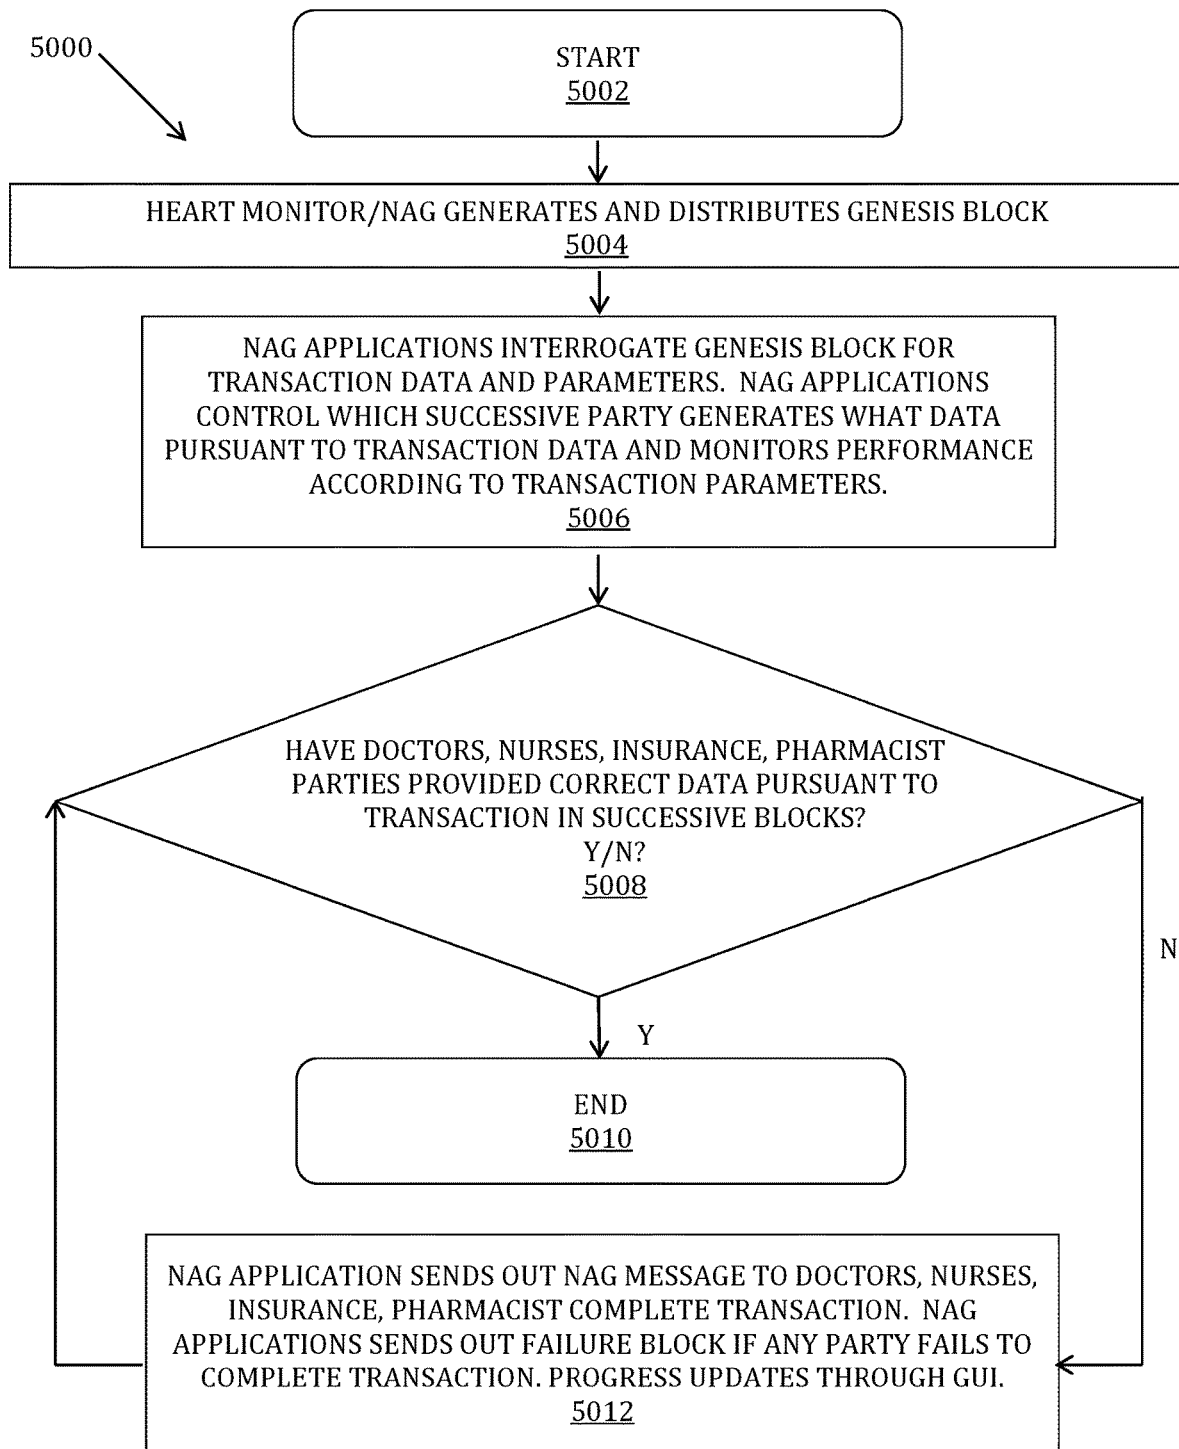 5000
START
5002
HEART MONITOR/NAG GENERATES AND DISTRIBUTES GENESIS BLOCK
5004
NAG APPLICATIONS INTERROGATE GENESIS BLOCK FOR
TRANSACTION DATA AND PARAMETERS. NAG APPLICATIONS
CONTROL WHICH SUCCESSIVE PARTY GENERATES WHAT DATA
PURSUANT TO TRANSACTION DATA AND MONITORS PERFORMANCE
ACCORDING TO TRANSACTION PARAMETERS.
5006
HAVE DOCTORS, NURSES, INSURANCE, PHARMACIST
PARTIES PROVIDED CORRECT DATA PURSUANT TO
TRANSACTION IN SUCCESSIVE BLOCKS?
Y/N?
5008
N
Y
END
5010
NAG APPLICATION SENDS OUT NAG MESSAGE TO DOCTORS, NURSES,
INSURANCE, PHARMACIST COMPLETE TRANSACTION. NAG
APPLICATIONS SENDS OUT FAILURE BLOCK IF ANY PARTY FAILS TO
COMPLETE TRANSACTION. PROGRESS UPDATES THROUGH GUI.
5012